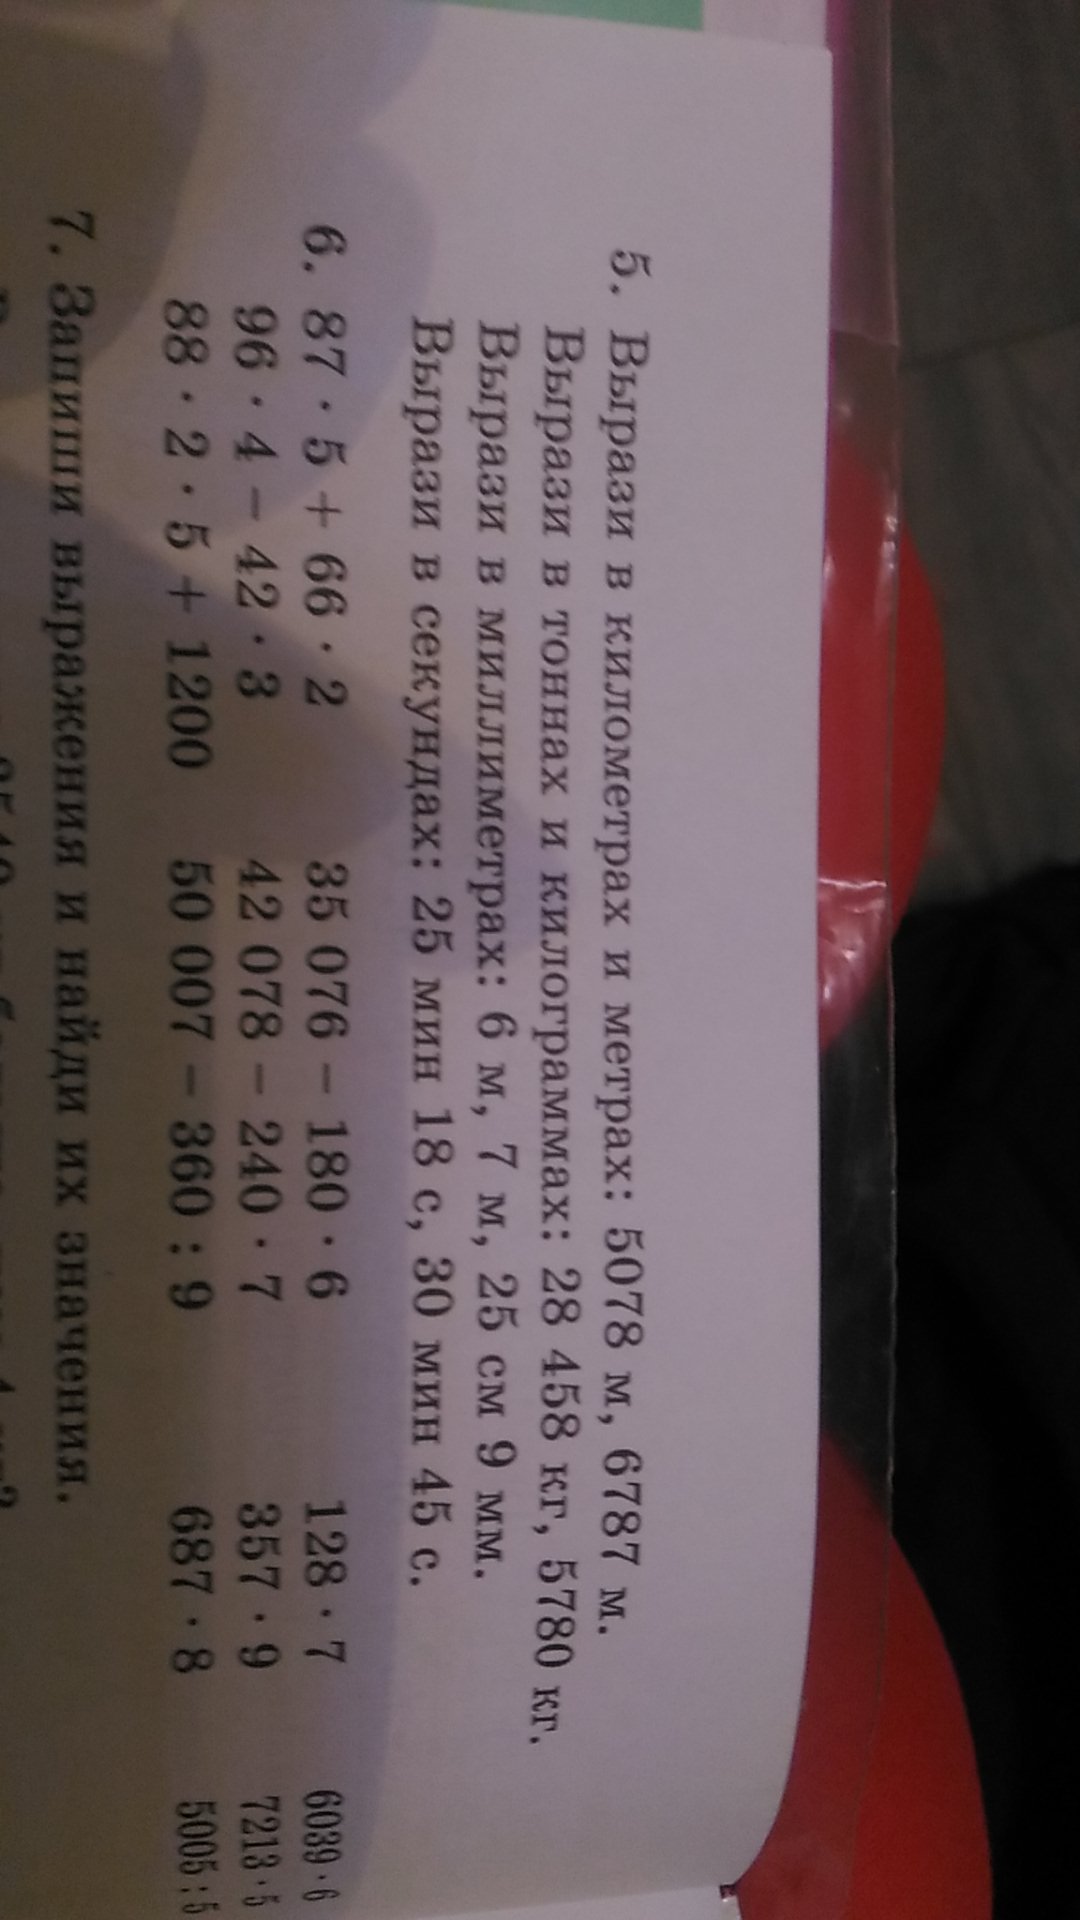 5. Вырази в километрах и метрах: 5078 м, 6787 м.
Вырази в тоннах и килограммах: 28 458 кг, 5780 кг.
Вырази в миллиметрах: 6 м, 7 м, 25 см 9 мм.
Вырази в секундах: 25 мин 18 с, 30 мин 45 с.
6. 87 · 5 + 66 · 2 35 076 − 180 · 6 128 · 7 6039 · 6
96 · 4 − 42 · 3 42 078 − 240 · 7 357 · 9 7213 · 5
88 · 2 · 5 + 1200 50 007 − 360 : 9 687 · 8 5005 : 5
7. Запиши выражения и найди их значения.